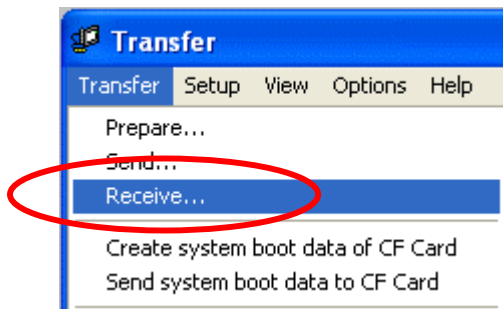 Transfer
Transfer Setup View Options Help
Prepare...
Send...
Receive...
Create system boot data of CF Card
Send system boot data to CF Card